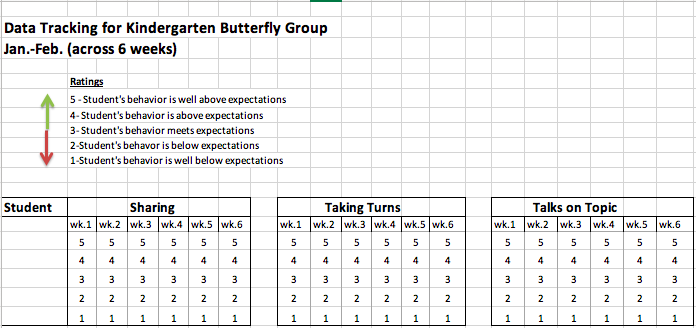 Data Tracking for Kindergarten Butterfly Group
Jan.-Feb. (across 6 weeks)
Ratings
5 - Student's behavior is well above expectations
4- Student's behavior is above expectations
3- Student's behavior meets expectations
2-Student's behavor is below expectations
1-Student's behavior is well below expectations
Student Sharing Taking Turns Talks on Topic
wk.1 wk.2 wk.3 wk.4 wk.5 wk.6 wk.1 wk.2 wk.3 wk.4 wk.5 wk.6 wk.1 wk.2 wk.3 wk.4 wk.5 wk.6
5 5 5 5 5 5 5 5 5 5 5 5 5 5 5 5 5 5
4 4 4 4 4 4 4 4 4 4 4 4 4 4 4 4 4 4
3 3 3 3 3 3 3 3 3 3 3 3 3 3 3 3 3 3
2 2 2 2 2 2 2 2 2 2 2 2 2 2 2 2 2 2
1 1 1 1 1 1 1 1 1 1 1 1 1 1 1 1 1 1